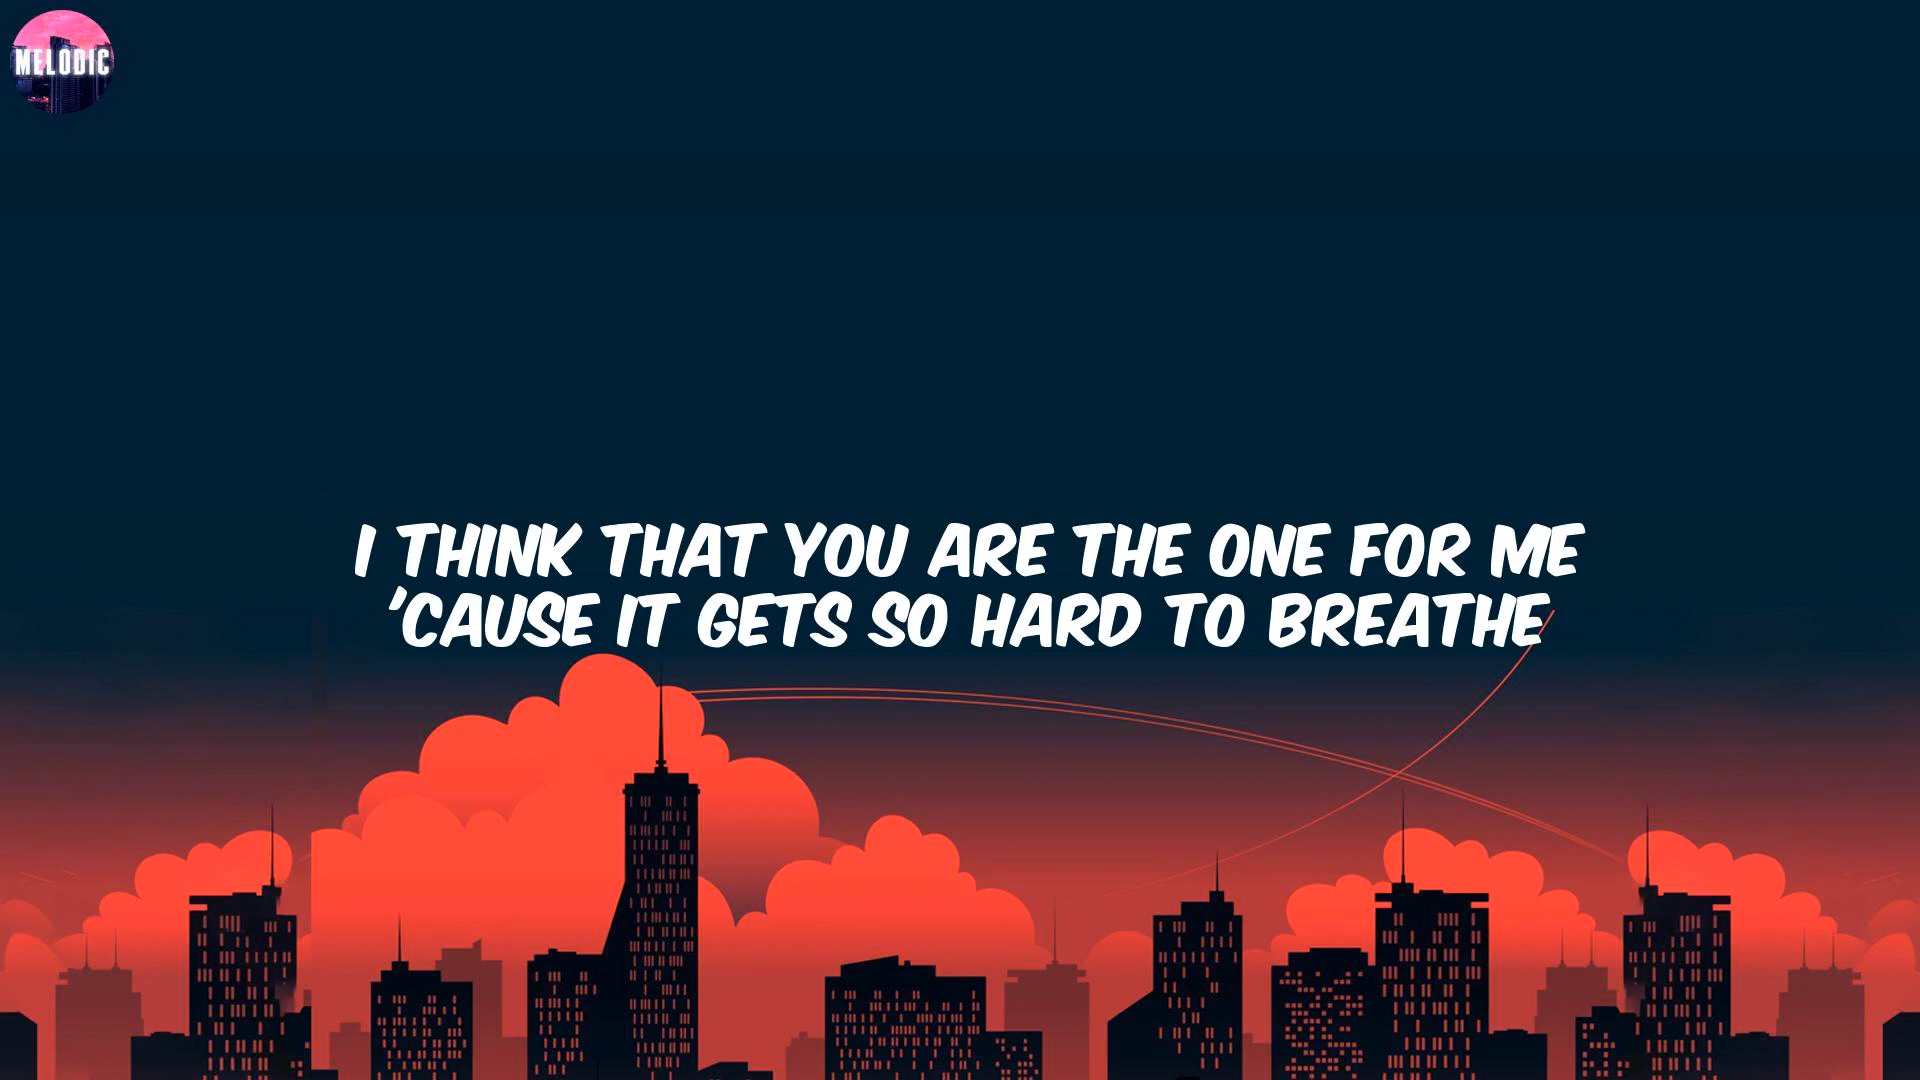 MELODIC
I THINK THAT YOU ARE THE ONE FOR ME
'CAUSE IT GETS SO HARD TO BREATHE